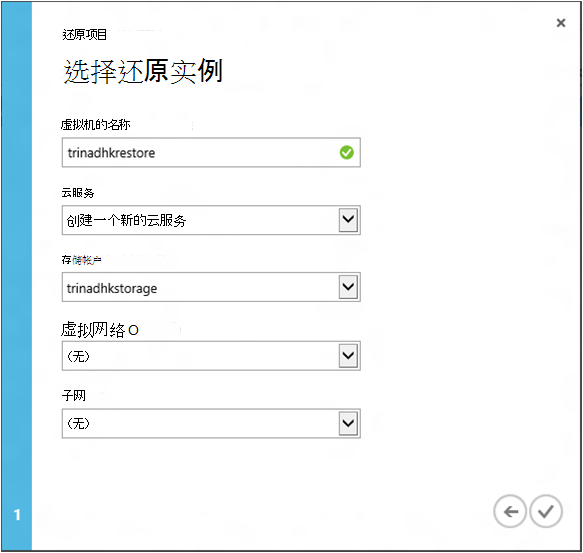 还原项目
选择还原实例
虚拟机的名称
trinadhkrestore
云服务
创建一个新的云服务
存储帐户
trinadhkstorage
虚拟网络 O
(无)
子网
(无)
1